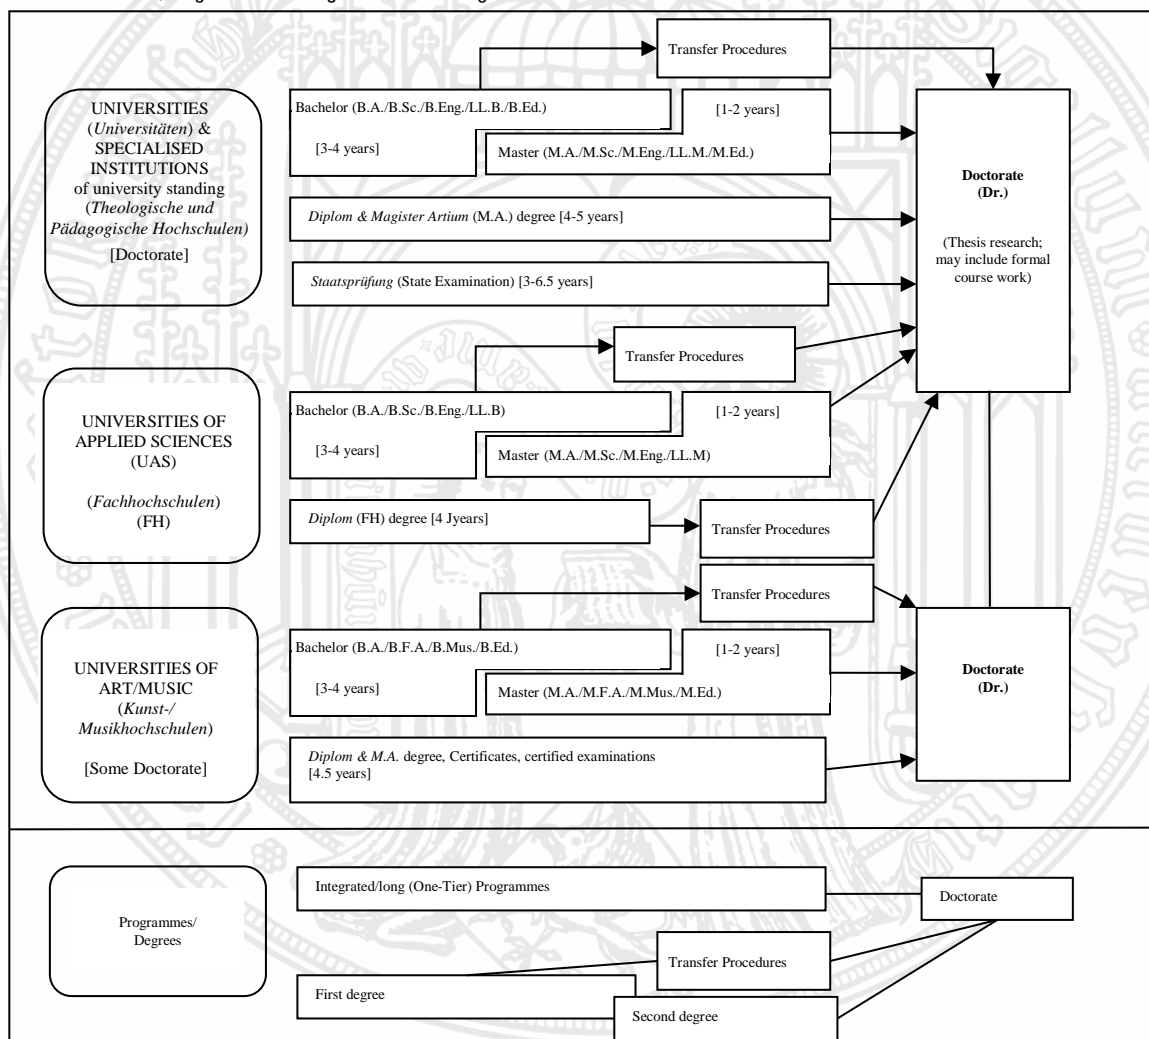 Transfer Procedures
UNIVERSITIES
(Universitäten) &
SPECIALISED
INSTITUTIONS
of university standing
(Theologische und
Pädagogische Hochschulen)
[Doctorate]
. Bachelor (B.A./B.Sc./B.Eng./LL.B./B.Ed.)
[3-4 years]
[1-2 years]
Master (M.A./M.Sc./M.Eng./LL.M./M.Ed.)
Diplom & Magister Artium (M.A.) degree [4-5 years]
Staatsprüfung (State Examination) [3-6.5 years]
Doctorate
(Dr.)
(Thesis research;
may include formal
course work)
Transfer Procedures
UNIVERSITIES OF
APPLIED SCIENCES
(UAS)
(Fachhochschulen)
(FH)
. Bachelor (B.A./B.Sc./B.Eng./LL.B)
[3-4 years]
[1-2 years]
Master (M.A./M.Sc./M.Eng./LL.M)
Diplom (FH) degree [4 Jyears]
Transfer Procedures
Transfer Procedures
UNIVERSITIES OF
ART/MUSIC
(Kunst-/
Musikhochschulen)
[Some Doctorate]
. Bachelor (B.A./B.F.A./B.Mus./B.Ed.)
[3-4 years]
[1-2 years]
Master (M.A./M.F.A./M.Mus./M.Ed.)
Diplom & M.A. degree, Certificates, certified examinations
[4.5 years]
Doctorate
(Dr.)
Programmes/
Degrees
Integrated/long (One-Tier) Programmes
Doctorate
Transfer Procedures
First degree
Second degree